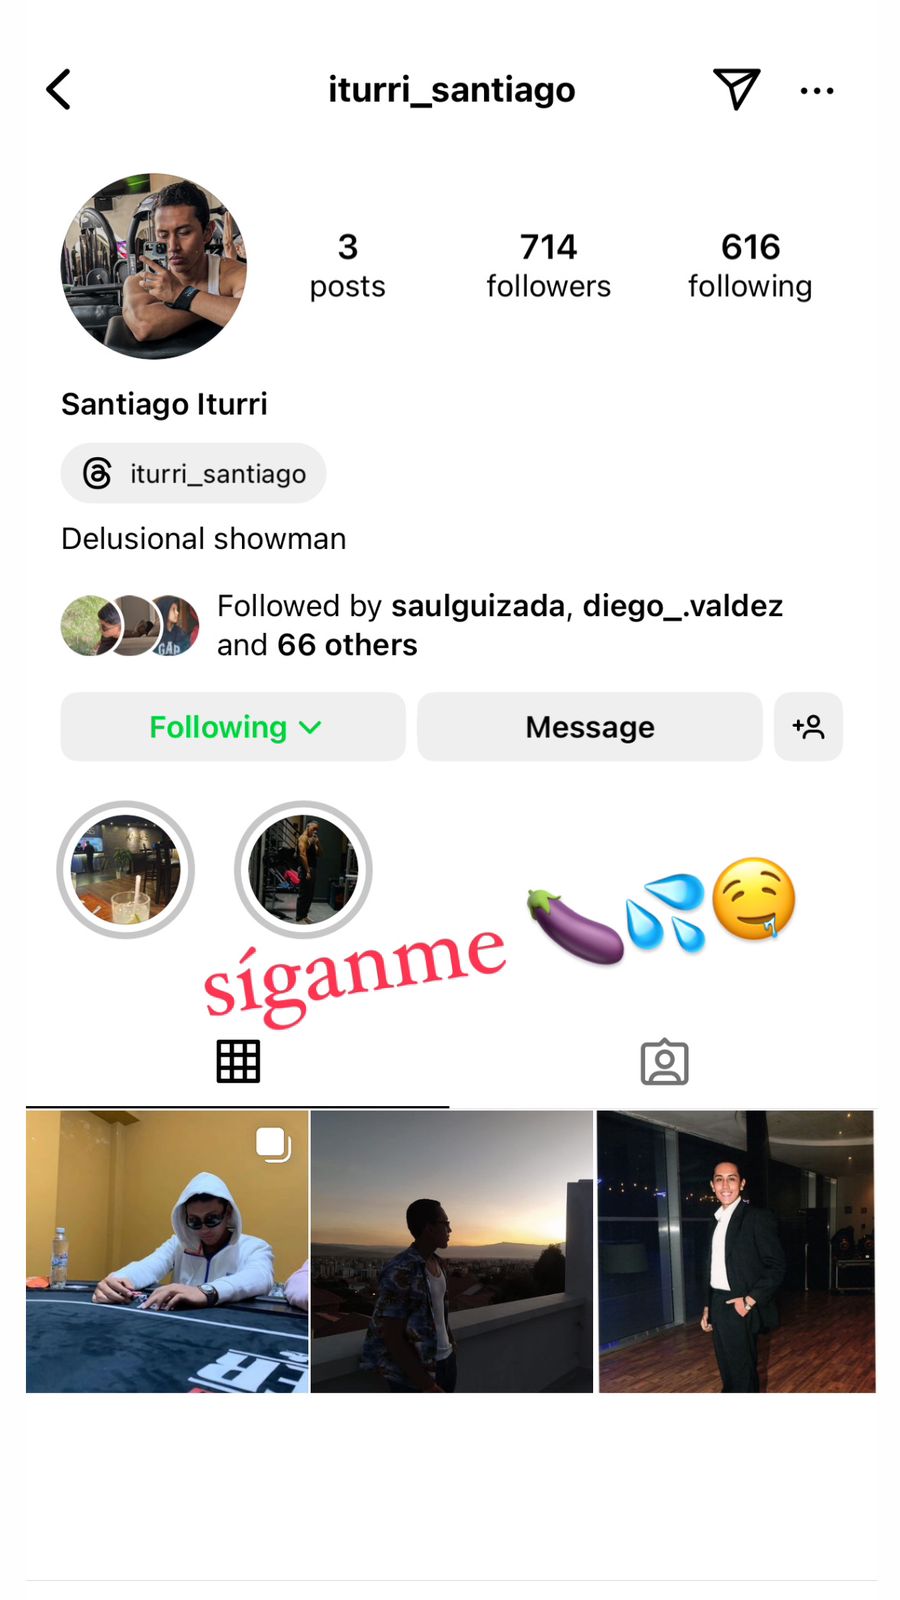 iturri_santiago
3
posts
714
followers
616
following
Santiago Iturri
iturri_santiago
Delusional showman
Followed by saulguizada, diego_.valdez
and 66 others
Following
Message
síganme
GAP